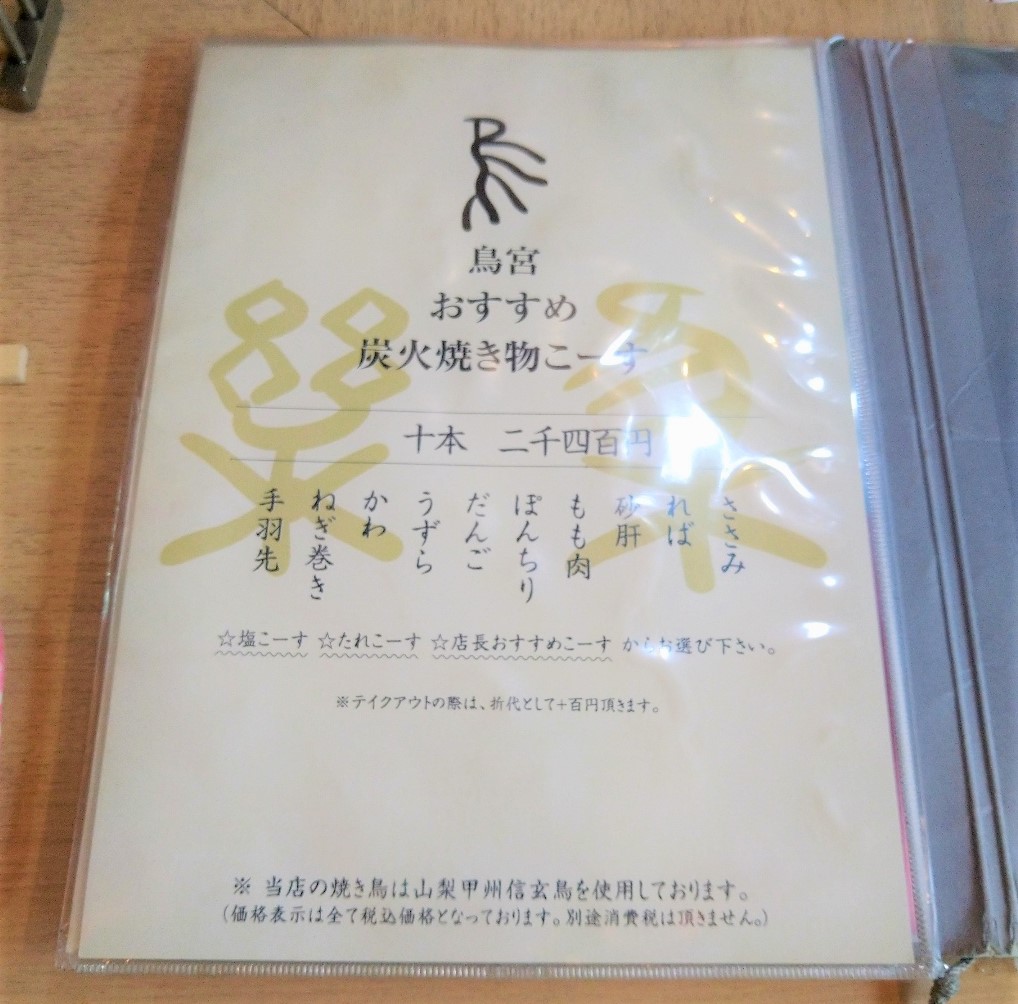 鳥宮
おすすめ
炭火焼き物こーす
十本　二千四百円
ささみ
ればー
砂肝
もも肉
ぽんちり
だんご
うずら
かわ
ねぎ巻き
手羽先
☆塩こーす ☆たれこーす ☆店長おすすめこーす からお選び下さい。
※テイクアウトの際は、折代として+百円頂きます。
※ 当店の焼き鳥は山梨甲州信玄鳥を使用しております。
(価格表示は全て税込価格となっております。別途消費税は頂きません。)